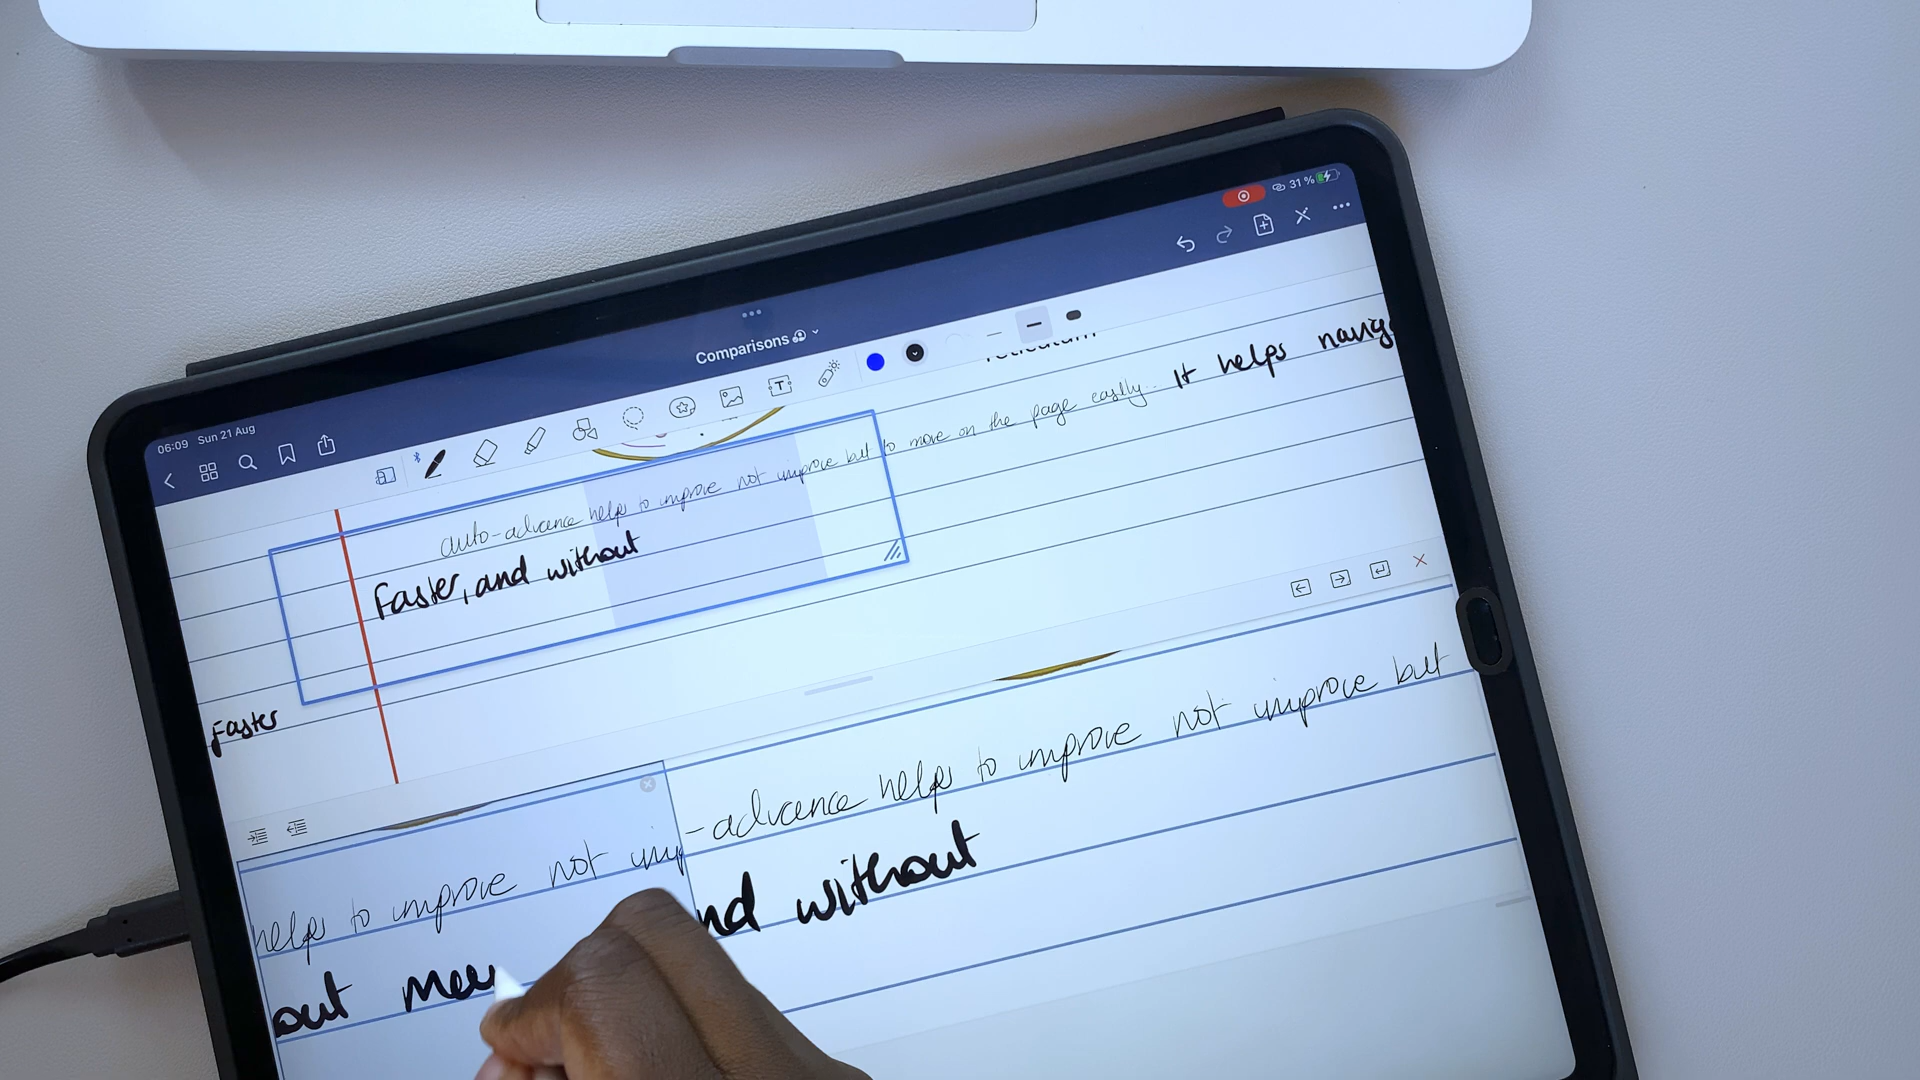 31 %
06:09 Sun 21 Aug
Comparisons
T
auto-advance helps to improve not improve but to move on the page easily.. It helps navig
Faster, and without
Faster
-advance helps to improve not improve but
nd without
helps to improve not imp
out